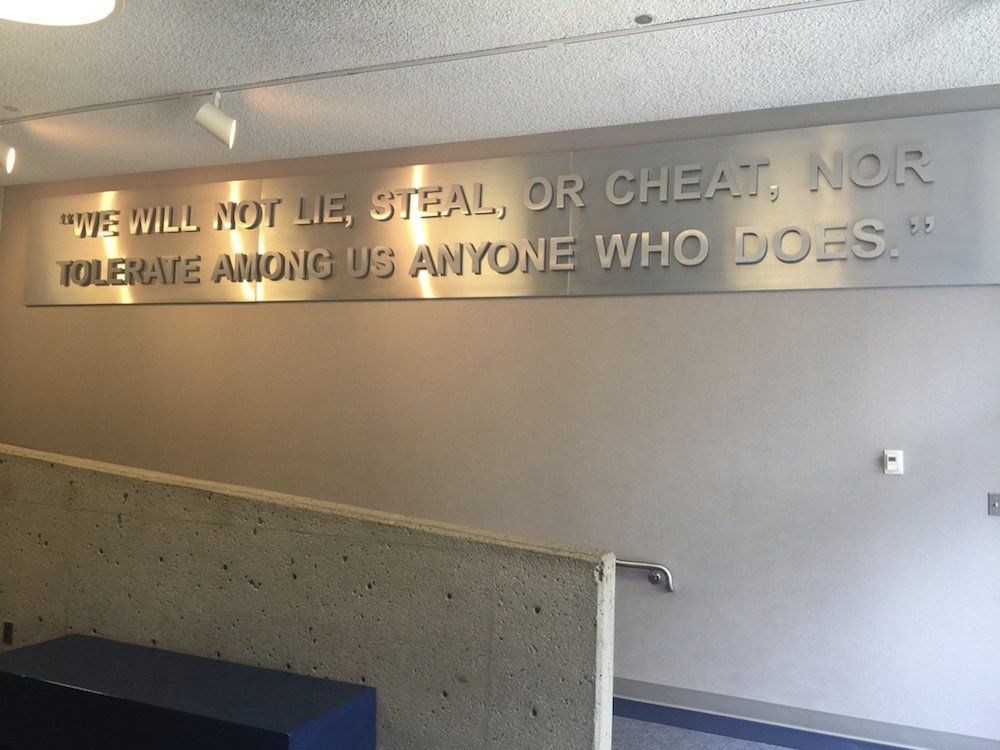 “WE WILL NOT LIE, STEAL, OR CHEAT, NOR
TOLERATE AMONG US ANYONE WHO DOES.”